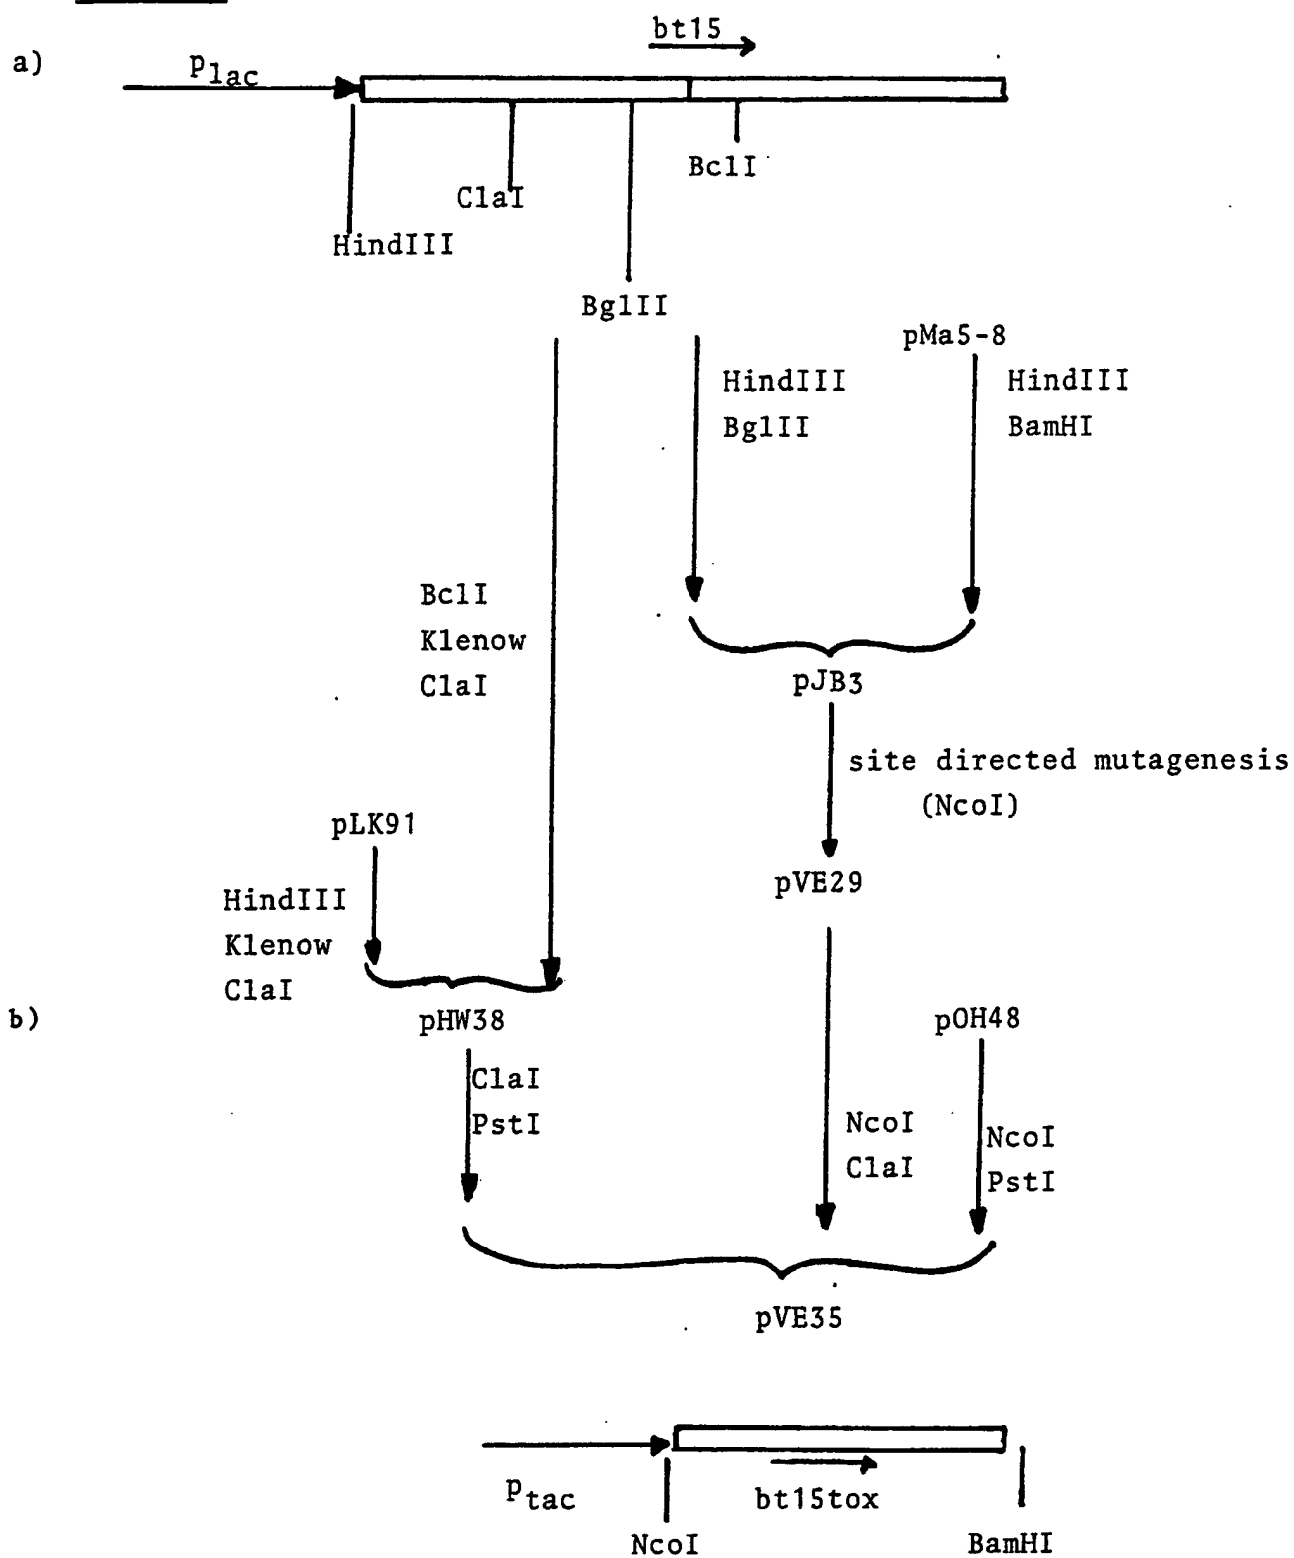 bt15
a)
Plac
BclI
ClaI
HindIII
BglII
pMa5-8
HindIII
BglII
HindIII
BamHI
BclI
Klenow
ClaI
pJB3
site directed mutagenesis
(NcoI)
pLK91
pVE29
HindIII
Klenow
ClaI
b)
pHW38
pOH48
ClaI
PstI
NcoI
ClaI
NcoI
PstI
pVE35
Ptac
bt15tox
NcoI
BamHI